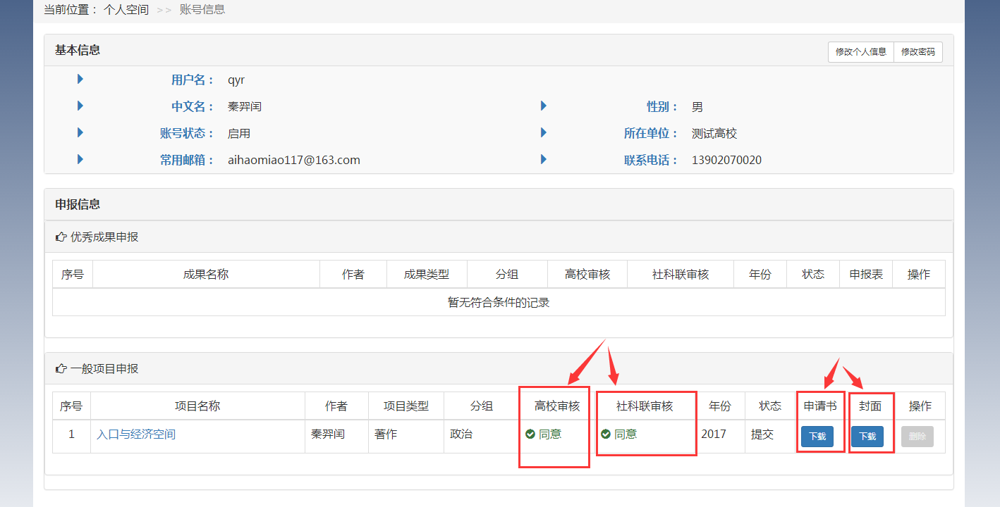 当前位置： 个人空间 >> 账号信息
基本信息 修改个人信息 修改密码
用户名： qyr
中文名： 秦羿闰 性别： 男
账号状态： 启用 所在单位： 测试高校
常用邮箱： aihaomiao117@163.com 联系电话： 13902070020
申报信息
优秀成果申报
序号 成果名称 作者 成果类型 分组 高校审核 社科联审核 年份 状态 申报表 操作
暂无符合条件的记录
一般项目申报
序号 项目名称 作者 项目类型 分组 高校审核 社科联审核 年份 状态 申请书 封面 操作
1 入口与经济空间 秦羿闰 著作 政治 同意 同意 2017 提交 下载 下载 删除